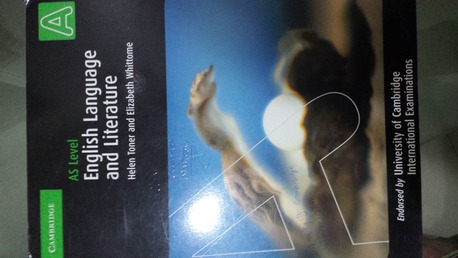 CAMBRIDGE
A
AS Level
English Language
and Literature
Helen Toner and Elizabeth Whittome
Endorsed by University of Cambridge
International Examinations